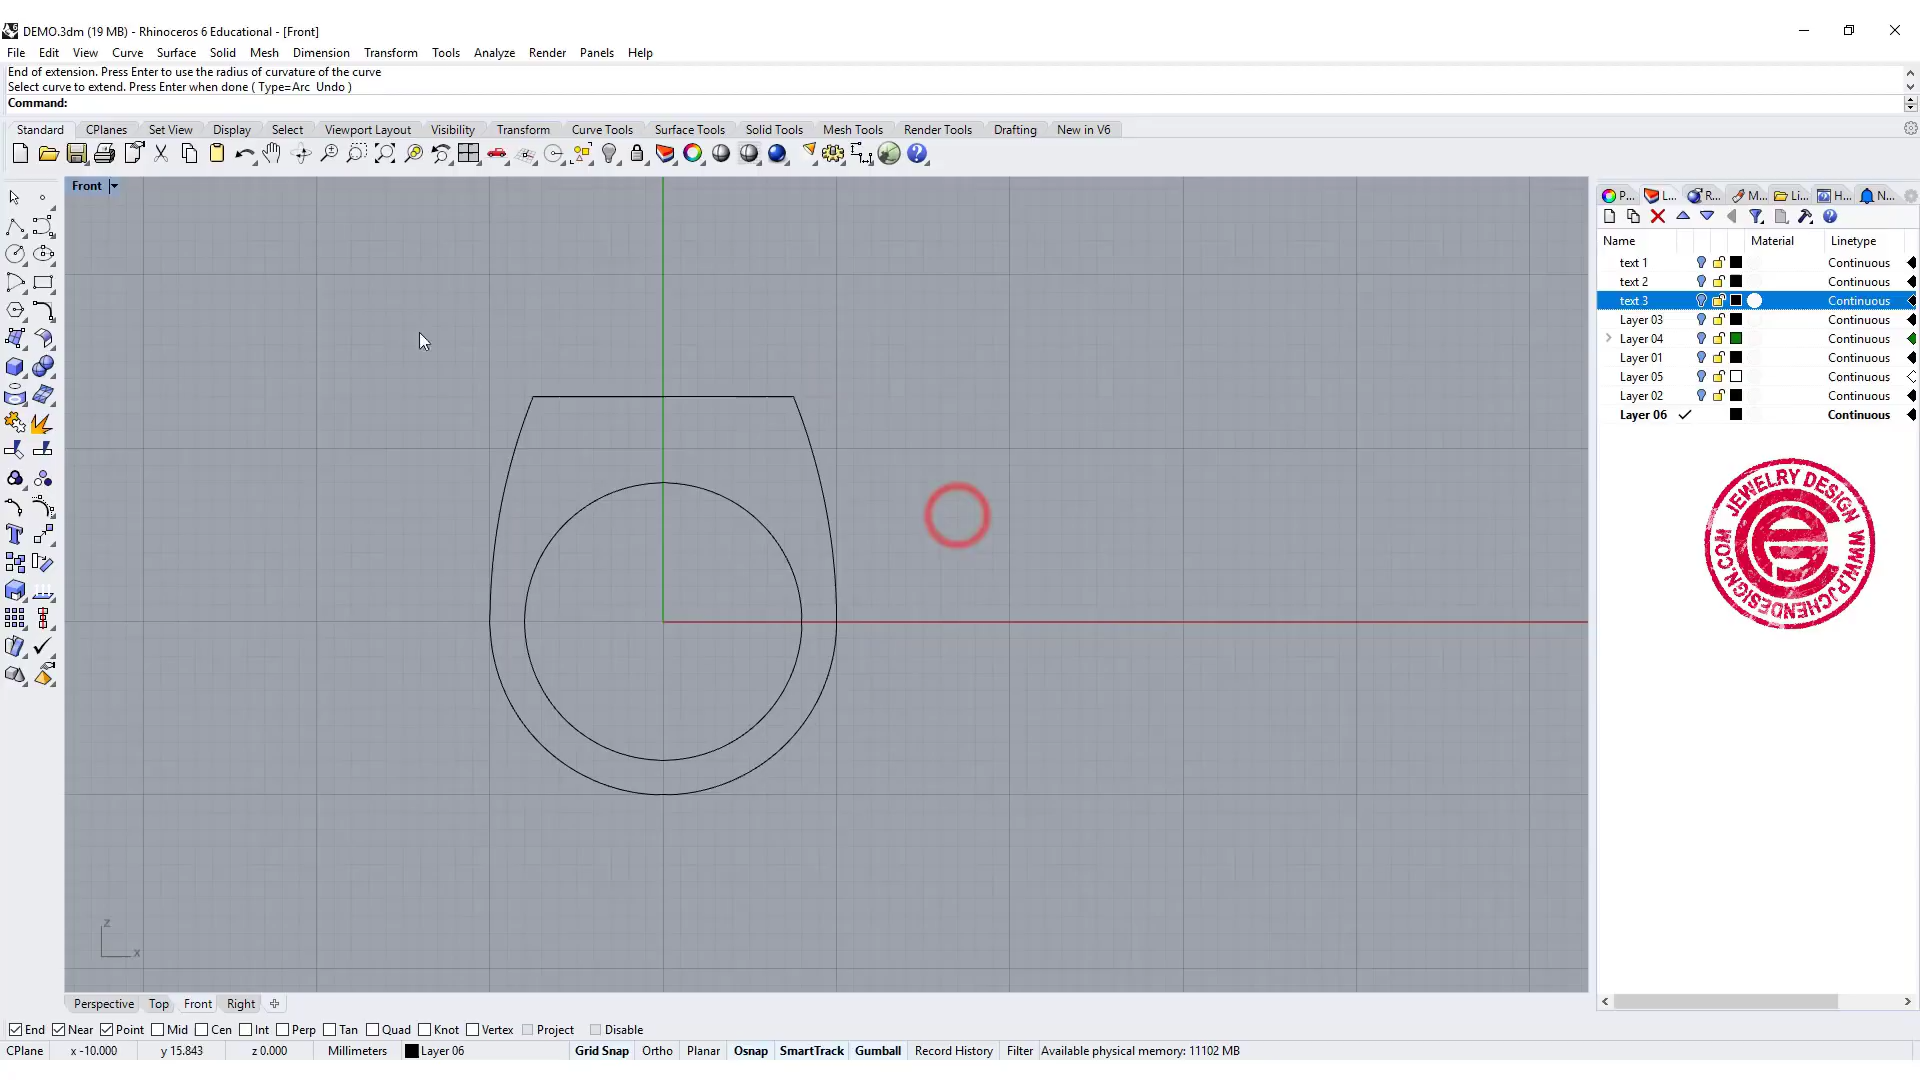 DEMO.3dm (19 MB) - Rhinoceros 6 Educational - [Front]
File Edit View Curve Surface Solid Mesh Dimension Transform Tools Analyze Render Panels Help
End of extension. Press Enter to use the radius of curvature of the curve
Select curve to extend. Press Enter when done ( Type=Arc Undo )
Command:
Standard CPlanes Set View Display Select Viewport Layout Visibility Transform Curve Tools Surface Tools Solid Tools Mesh Tools Render Tools Drafting New in V6
Front
P... L... R... M... Li... H... N...
Name Material Linetype
text 1 Continuous
text 2 Continuous
text 3 Continuous
Layer 03 Continuous
Layer 04 Continuous
Layer 01 Continuous
Layer 05 Continuous
Layer 02 Continuous
Layer 06 Continuous
JEWELRY DESIGN WWW.PJCHENDESIGN.COM
z
x
Perspective Top Front Right
End Near Point Mid Cen Int Perp Tan Quad Knot Vertex Project Disable
CPlane x -10.000 y 15.843 z 0.000 Millimeters Layer 06 Grid Snap Ortho Planar Osnap SmartTrack Gumball Record History Filter Available physical memory: 11102 MB